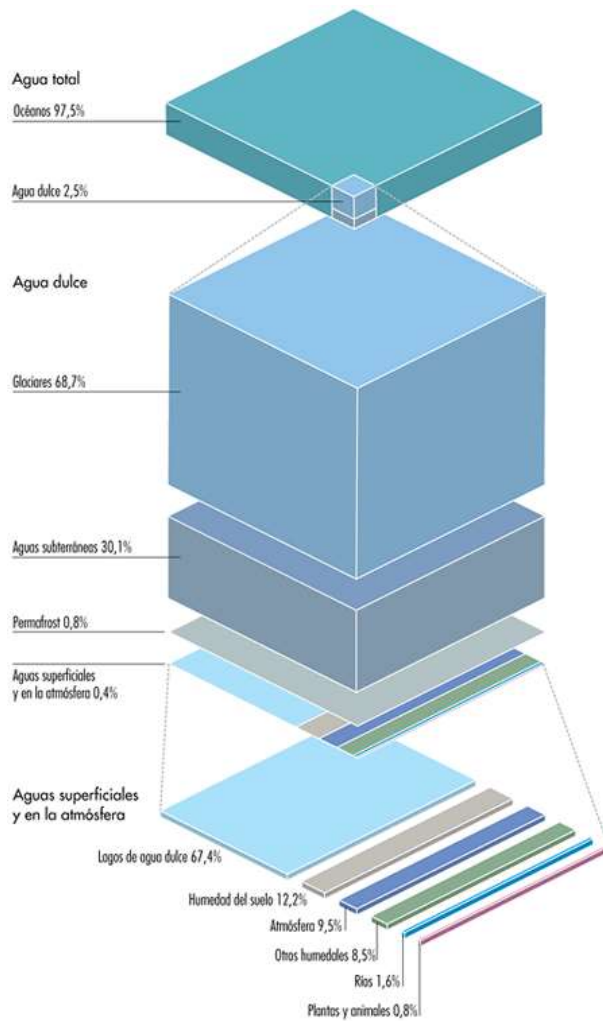 Agua total
Océanos 97,5%
Agua dulce 2,5%
Agua dulce
Glaciares 68,7%
Aguas subterráneas 30,1%
Permafrost 0,8%
Aguas superficiales
y en la atmósfera 0,4%
Aguas superficiales
y en la atmósfera
Lagos de agua dulce 67,4%
Humedad del suelo 12,2%
Atmósfera 9,5%
Otros humedales 8,5%
Ríos 1,6%
Plantas y animales 0,8%